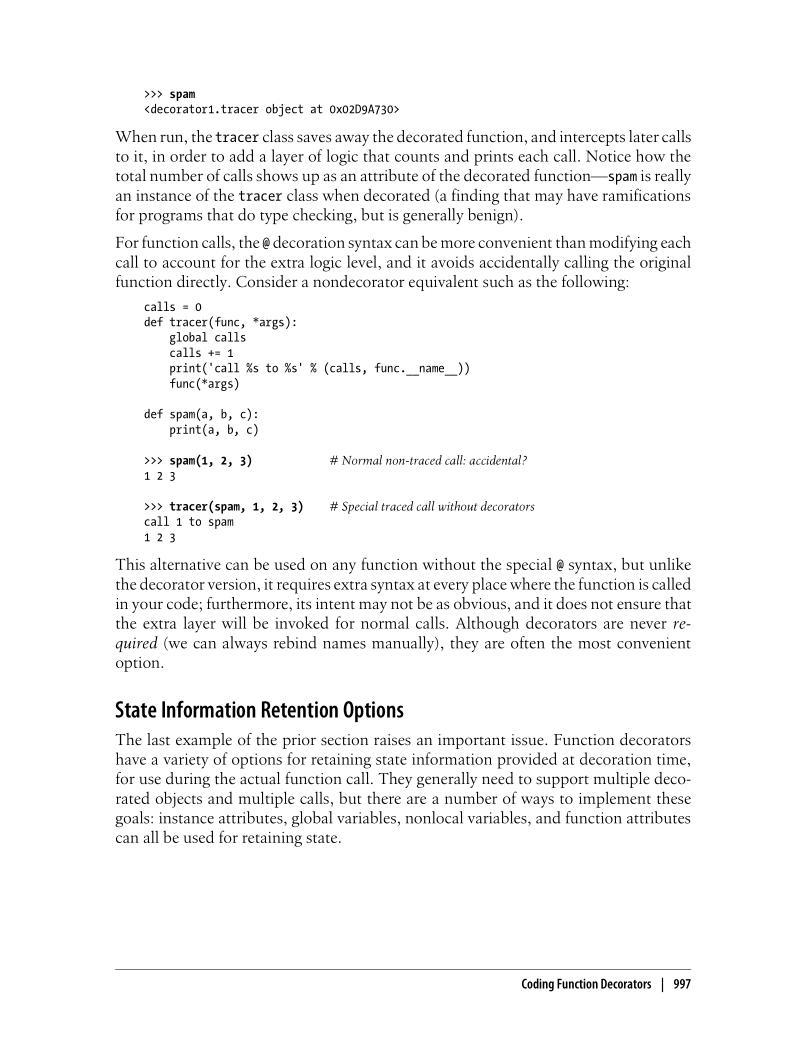 >>> spam
<decorator1.tracer object at 0x02D9A730>
When run, the tracer class saves away the decorated function, and intercepts later calls
to it, in order to add a layer of logic that counts and prints each call. Notice how the
total number of calls shows up as an attribute of the decorated function—spam is really
an instance of the tracer class when decorated (a finding that may have ramifications
for programs that do type checking, but is generally benign).
For function calls, the @ decoration syntax can be more convenient than modifying each
call to account for the extra logic level, and it avoids accidentally calling the original
function directly. Consider a nondecorator equivalent such as the following:
calls = 0
def tracer(func, *args):
    global calls
    calls += 1
    print('call %s to %s' % (calls, func.__name__))
    func(*args)
def spam(a, b, c):
    print(a, b, c)
>>> spam(1, 2, 3) # Normal non-traced call: accidental?
1 2 3
>>> tracer(spam, 1, 2, 3) # Special traced call without decorators
call 1 to spam
1 2 3
This alternative can be used on any function without the special @ syntax, but unlike
the decorator version, it requires extra syntax at every place where the function is called
in your code; furthermore, its intent may not be as obvious, and it does not ensure that
the extra layer will be invoked for normal calls. Although decorators are never re-
quired (we can always rebind names manually), they are often the most convenient
option.
State Information Retention Options
The last example of the prior section raises an important issue. Function decorators
have a variety of options for retaining state information provided at decoration time,
for use during the actual function call. They generally need to support multiple deco-
rated objects and multiple calls, but there are a number of ways to implement these
goals: instance attributes, global variables, nonlocal variables, and function attributes
can all be used for retaining state.
Coding Function Decorators | 997